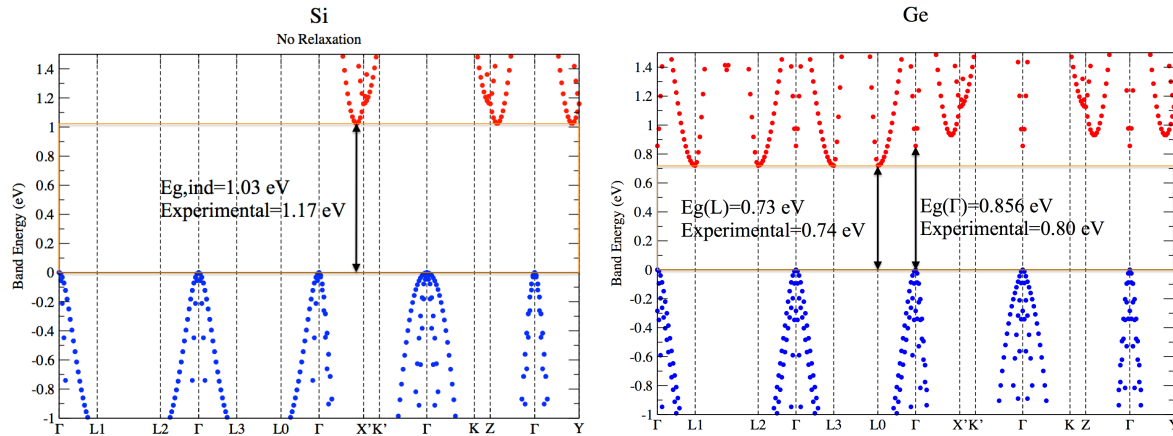 Si
No Relaxation
Band Energy (eV)
1.4
1.2
1
0.8
0.6
0.4
0.2
0
-0.2
-0.4
-0.6
-0.8
-1
Eg,ind=1.03 eV
Experimental=1.17 eV
Γ L1 L2 Γ L3 L0 Γ X' K' Γ K Z Γ Y
Ge
Band Energy (eV)
1.4
1.2
1
0.8
0.6
0.4
0.2
0
-0.2
-0.4
-0.6
-0.8
-1
Eg(L)=0.73 eV
Experimental=0.74 eV
Eg(Γ)=0.856 eV
Experimental=0.80 eV
Γ L1 L2 Γ L3 L0 Γ X' K' Γ K Z Γ Y